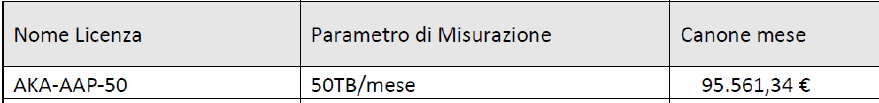 Nome Licenza Parametro di Misurazione Canone mese
AKA-AAP-50 50TB/mese 95.561,34 €